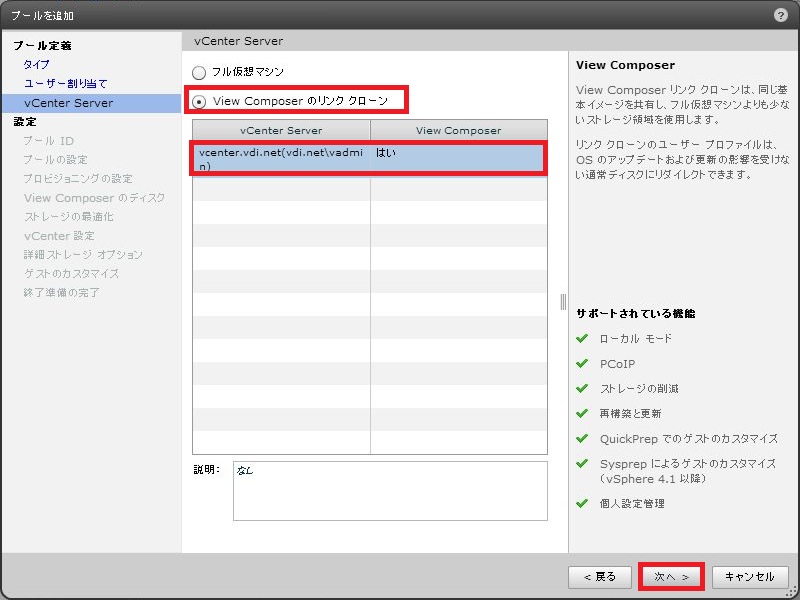 プールを追加
?
プール定義
タイプ
ユーザー割り当て
vCenter Server
設定
プール ID
プールの設定
プロビジョニングの設定
View Composer のディスク
ストレージの最適化
vCenter 設定
詳細ストレージ オプション
ゲストのカスタマイズ
終了準備の完了
vCenter Server
フル仮想マシン
View Composer のリンク クローン
vCenter Server View Composer
vcenter.vdi.net(vdi.net\vadmi はい
n)
説明: なし
View Composer
View Composer リンク クローンは、同じ基
本イメージを共有し、フル仮想マシンよりも少な
いストレージ領域を使用します。
リンク クローンのユーザー プロファイルは、
OS のアップデートおよび更新の影響を受けな
い通常ディスクにリダイレクトできます。
サポートされている機能
ローカル モード
PCoIP
ストレージの削減
再構築と更新
QuickPrep でのゲストのカスタマイズ
Sysprep によるゲストのカスタマイズ
(vSphere 4.1 以降)
個人設定管理
< 戻る 次へ > キャンセル